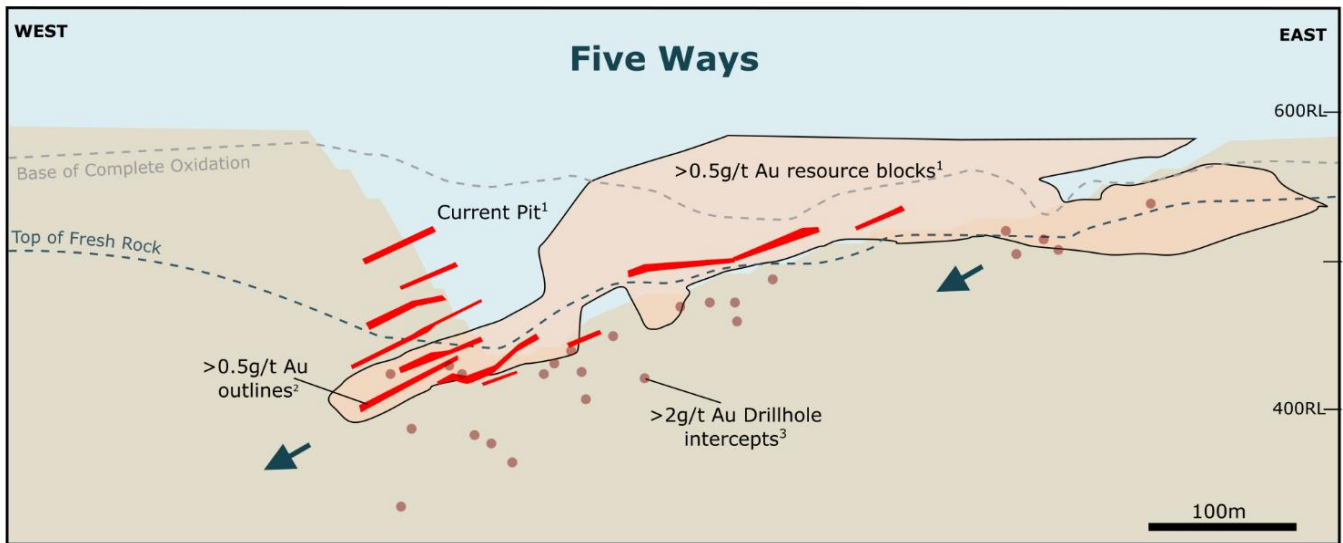 WEST
EAST
Five Ways
600RL
Base of Complete Oxidation
>0.5g/t Au resource blocks¹
Current Pit¹
Top of Fresh Rock
>0.5g/t Au
outlines²
>2g/t Au Drillhole
intercepts³
400RL
100m